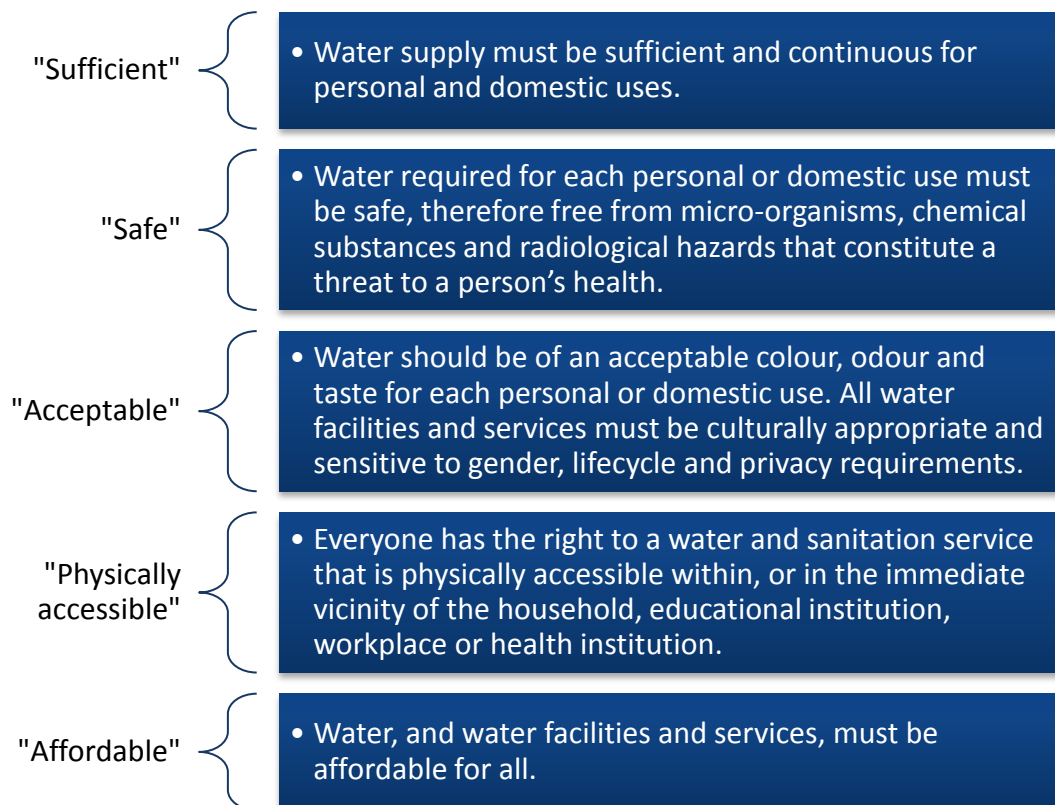 "Sufficient"
• Water supply must be sufficient and continuous for
personal and domestic uses.
"Safe"
• Water required for each personal or domestic use must
be safe, therefore free from micro-organisms, chemical
substances and radiological hazards that constitute a
threat to a person’s health.
"Acceptable"
• Water should be of an acceptable colour, odour and
taste for each personal or domestic use. All water
facilities and services must be culturally appropriate and
sensitive to gender, lifecycle and privacy requirements.
"Physically
accessible"
• Everyone has the right to a water and sanitation service
that is physically accessible within, or in the immediate
vicinity of the household, educational institution,
workplace or health institution.
"Affordable"
• Water, and water facilities and services, must be
affordable for all.